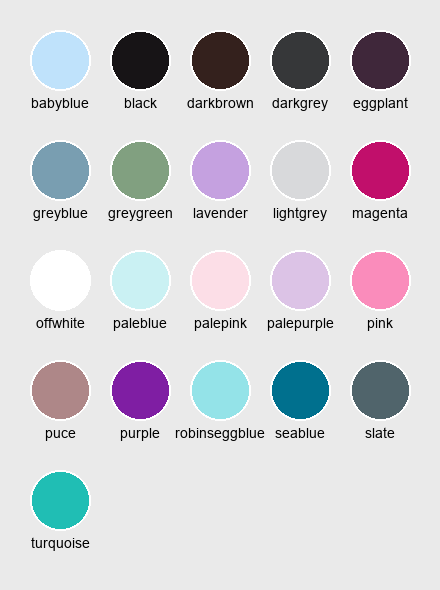 babyblue black darkbrown darkgrey eggplant
greyblue greygreen lavender lightgrey magenta
offwhite paleblue palepink palepurple pink
puce purple robinseggblue seablue slate
turquoise